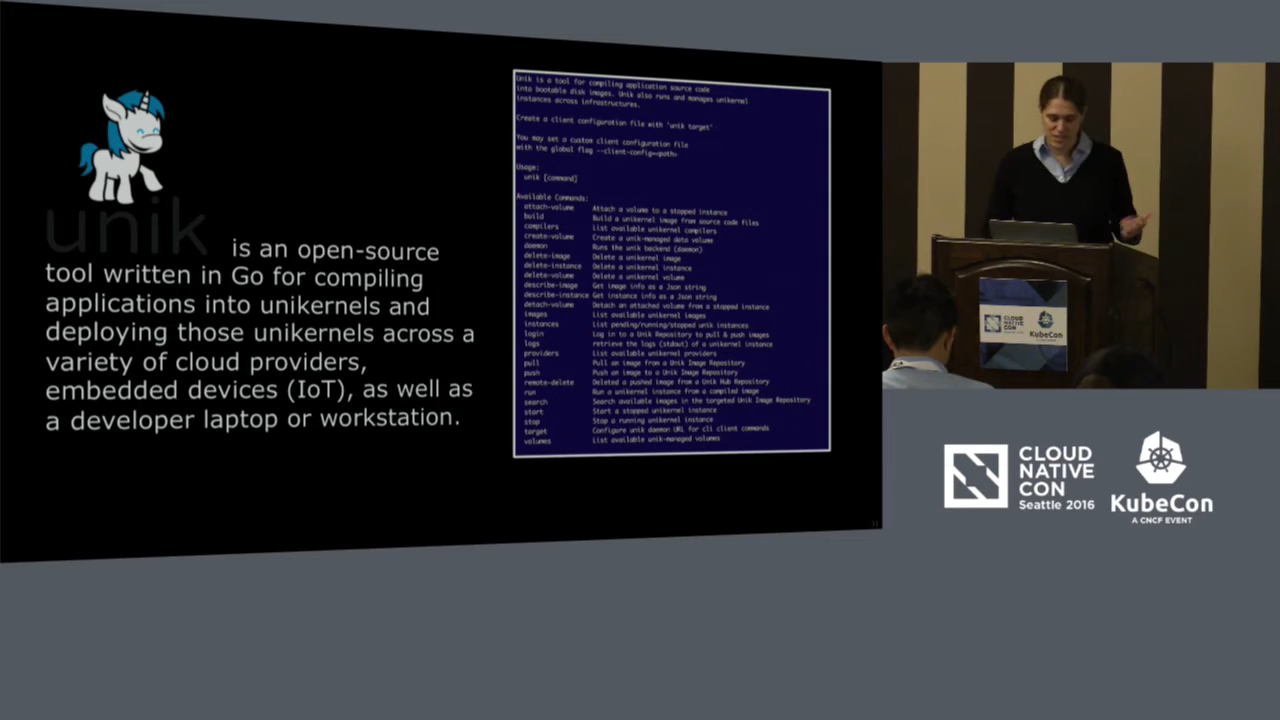 unik
is an open-source
tool written in Go for compiling
applications into unikernels and
deploying those unikernels across a
variety of cloud providers,
embedded devices (IoT), as well as
a developer laptop or workstation.
Unik is a tool for compiling application source code
into bootable disk images. Unik also runs and manages unikernel
instances across infrastructures.
Create a client configuration file with 'unik target'
You may set a custom client configuration file
with the global flag --client-config=<path>
Usage:
unik [command]
Available Commands:
attach-volume Attach a volume to a stopped instance
build Build a unikernel image from source code files
compilers List available unikernel compilers
create-volume Create a unik-managed data volume
daemon Runs the unik backend (daemon)
delete-image Delete a unikernel image
delete-instance Delete a unikernel instance
delete-volume Delete a unikernel volume
describe-image Get image info as a Json string
describe-instance Get instance info as a Json string
detach-volume Detach an attached volume from a stopped instance
images List available unikernel images
instances List pending/running/stopped unik instances
login Log in to a Unik Repository to pull & push images
logs retrieve the logs (stdout) of a unikernel instance
providers List available unikernel providers
pull Pull an image from a Unik Image Repository
push Push an image to a Unik Image Repository
remote-delete Deleted a pushed image from a Unik Hub Repository
run Run a unikernel instance from a compiled image
search Search available images in the targeted Unik Image Repository
start Start a stopped unikernel instance
stop Stop a running unikernel instance
target Configure unik daemon URL for cli client commands
volumes List available unik-managed volumes
11
CLOUD
NATIVE
CON
KubeCon
CLOUD
NATIVE
CON
Seattle 2016
KubeCon
A CNCF EVENT